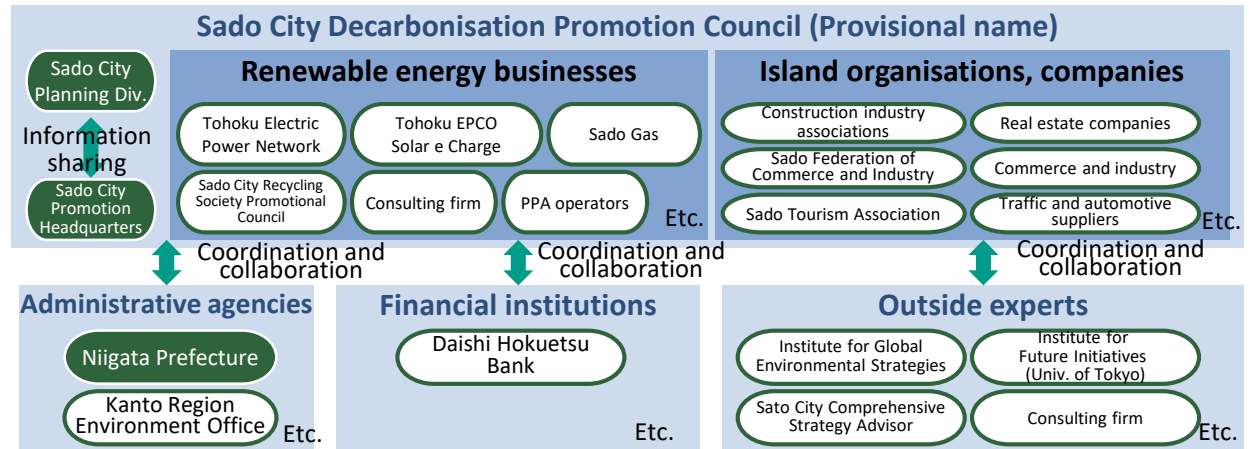 Sado City Decarbonisation Promotion Council (Provisional name)
Sado City
Planning Div.
Information
sharing
Sado City
Promotion
Headquarters
Renewable energy businesses
Tohoku Electric
Power Network
Tohoku EPCO
Solar e Charge
Sado Gas
Sado City Recycling
Society Promotional
Council
Consulting firm
PPA operators
Etc.
Island organisations, companies
Construction industry
associations
Real estate companies
Sado Federation of
Commerce and Industry
Commerce and industry
Sado Tourism Association
Traffic and automotive
suppliers
Etc.
Coordination and
collaboration
Coordination and
collaboration
Coordination and
collaboration
Administrative agencies
Niigata Prefecture
Kanto Region
Environment Office
Etc.
Financial institutions
Daishi Hokuetsu
Bank
Etc.
Outside experts
Institute for Global
Environmental Strategies
Institute for
Future Initiatives
(Univ. of Tokyo)
Sato City Comprehensive
Strategy Advisor
Consulting firm
Etc.